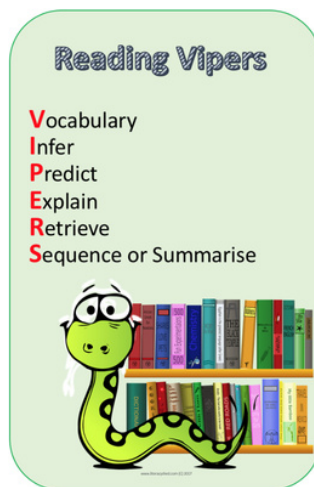 Reading Vipers
Vocabulary
Infer
Predict
Explain
Retrieve
Sequence or Summarise